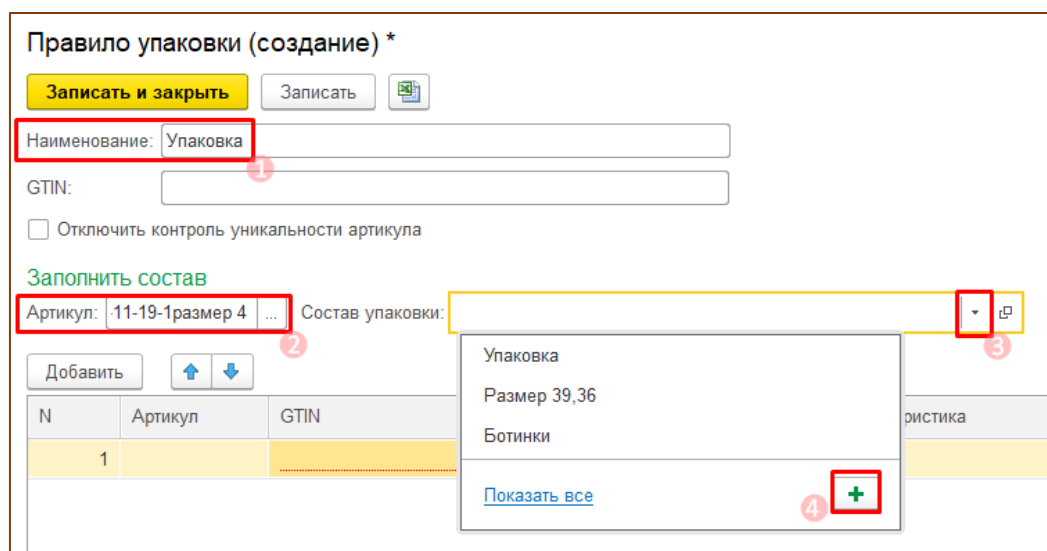 Правило упаковки (создание) *
Записать и закрыть Записать
Наименование: Упаковка
1
GTIN:
Отключить контроль уникальности артикула
Заполнить состав
Артикул: 11-19-1размер 4 ... Состав упаковки:
2 3
Добавить
Упаковка
Размер 39,36
Ботинки
Показать все
4
N Артикул GTIN ристика
1